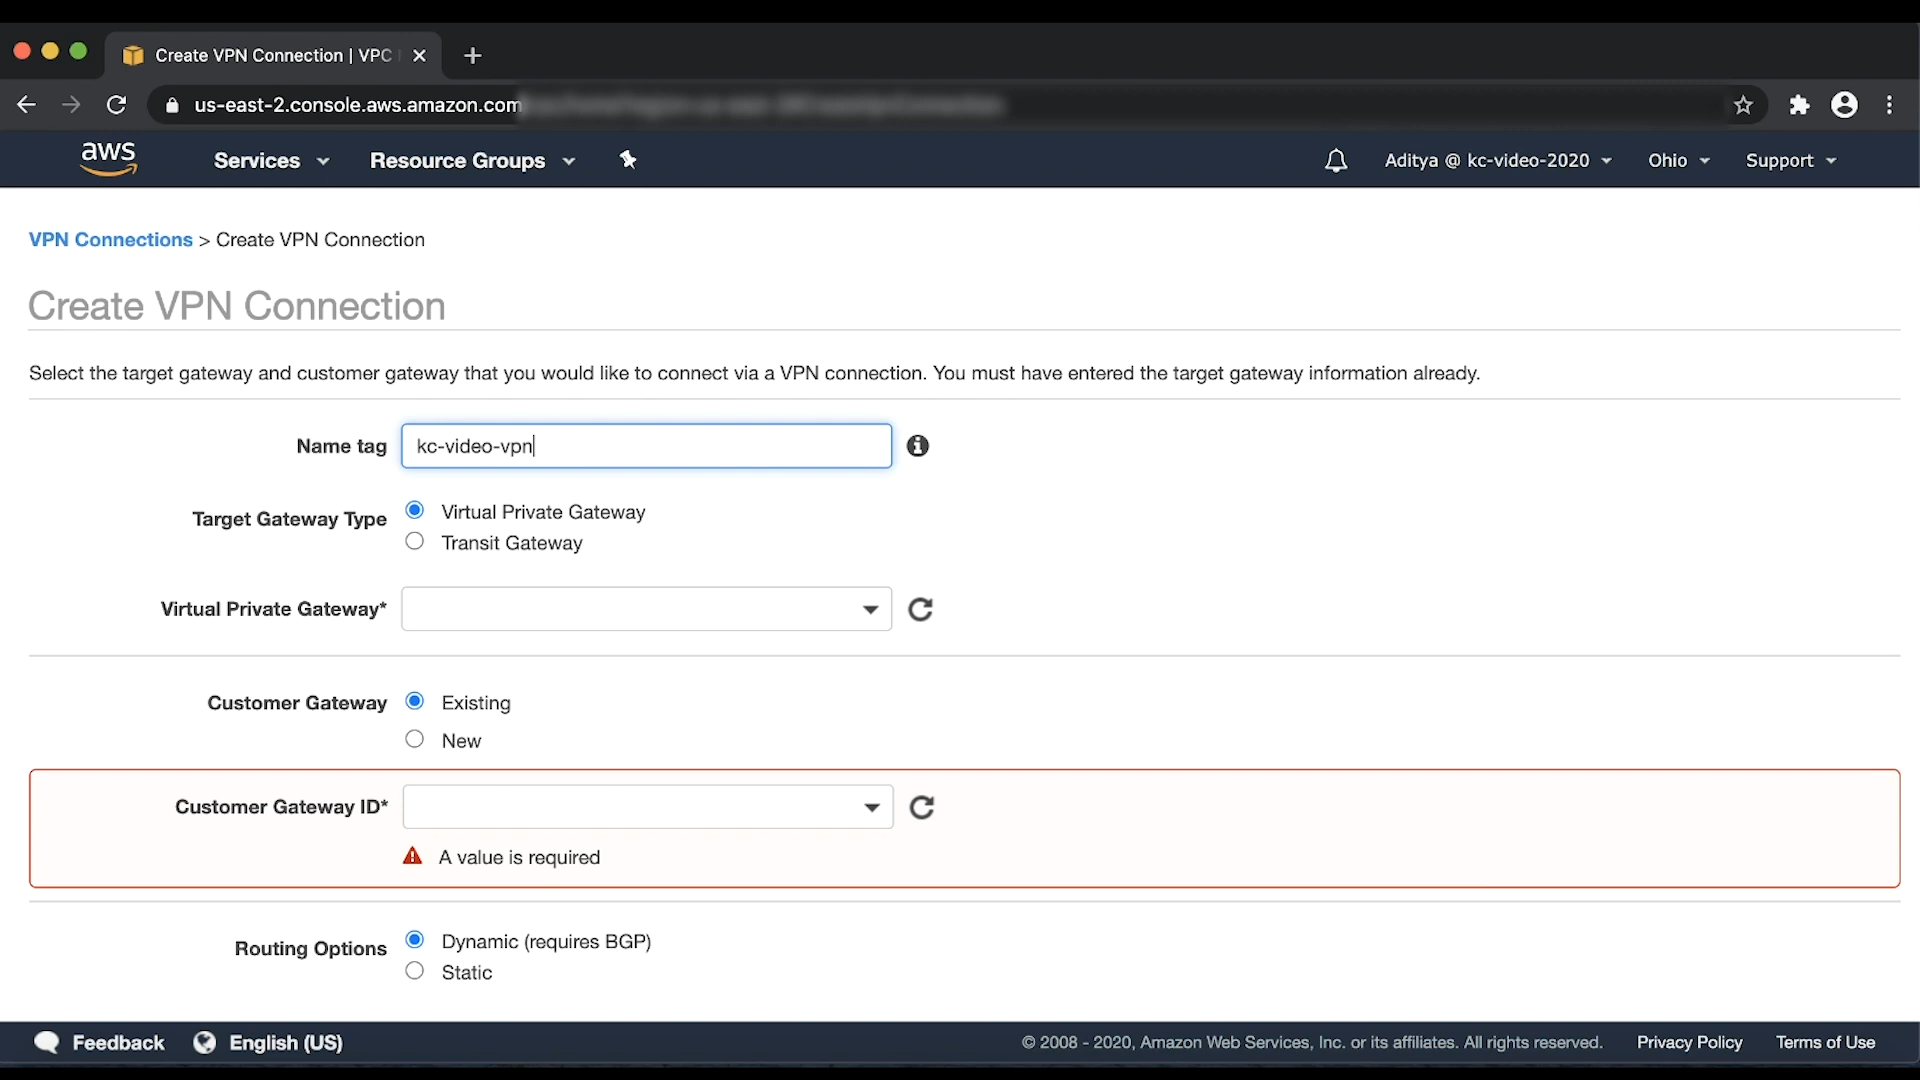 Create VPN Connection | VPC
us-east-2.console.aws.amazon.com
aws Services Resource Groups Aditya @ kc-video-2020 Ohio Support
VPN Connections > Create VPN Connection
Create VPN Connection
Select the target gateway and customer gateway that you would like to connect via a VPN connection. You must have entered the target gateway information already.
Name tag kc-video-vpn
Target Gateway Type Virtual Private Gateway
Transit Gateway
Virtual Private Gateway*
Customer Gateway Existing
New
Customer Gateway ID*
A value is required
Routing Options Dynamic (requires BGP)
Static
Feedback English (US) © 2008 - 2020, Amazon Web Services, Inc. or its affiliates. All rights reserved. Privacy Policy Terms of Use